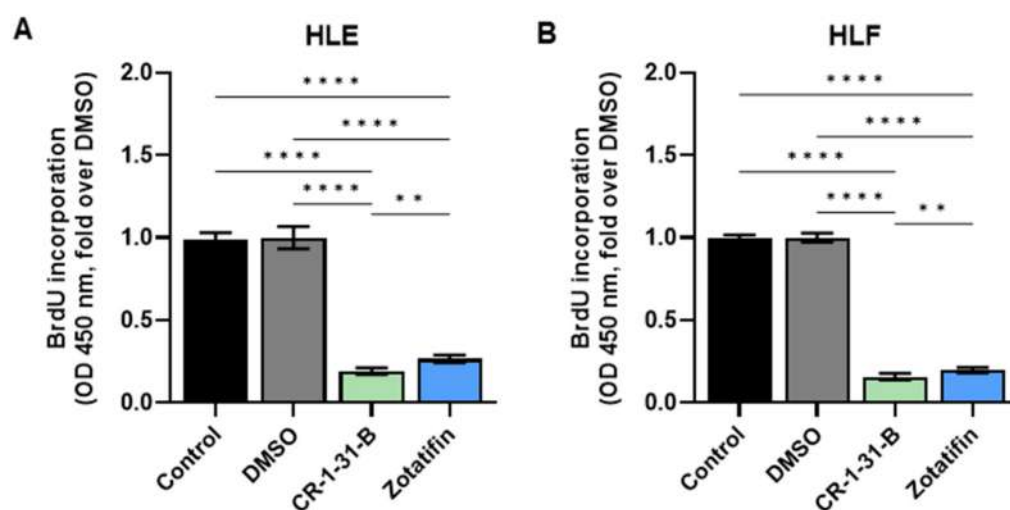 A
HLE
BrdU incorporation
(OD 450 nm, fold over DMSO)
2.0
1.5
1.0
0.5
0.0
****
****
****
****
**
Control
DMSO
CR-1-31-B
Zotatifin
B
HLF
BrdU incorporation
(OD 450 nm, fold over DMSO)
2.0
1.5
1.0
0.5
0.0
****
****
****
****
**
Control
DMSO
CR-1-31-B
Zotatifin